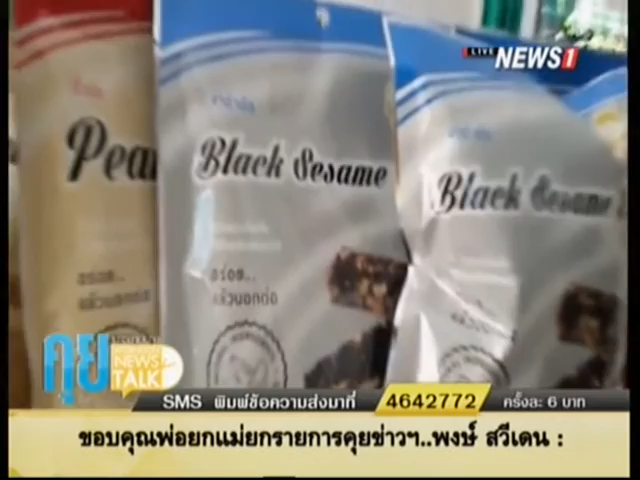 LIVE NEWS1
Pea
Black Sesame
Black Sesame
อร่อย..
แล้วบอกต่อ
คุย
NEWS
TALK
SMS พิมพ์ข้อความส่งมาที่ 4642772 ครั้งละ 6 บาท
ขอบคุณพ่อยกแม่ยกรายการคุยข่าวฯ..พงษ์ สวีเดน :